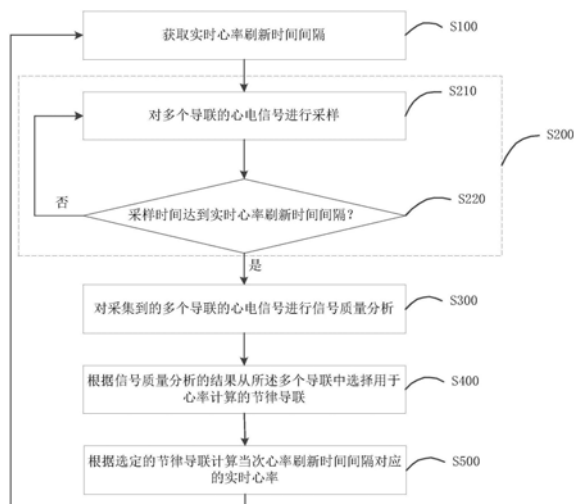 获取实时心率刷新时间间隔
S100
对多个导联的心电信号进行采样
S210
S200
采样时间达到实时心率刷新时间间隔?
S220
否
是
对采集到的多个导联的心电信号进行信号质量分析
S300
根据信号质量分析的结果从所述多个导联中选择用于
心率计算的节律导联
S400
根据选定的节律导联计算当次心率刷新时间间隔对应
的实时心率
S500